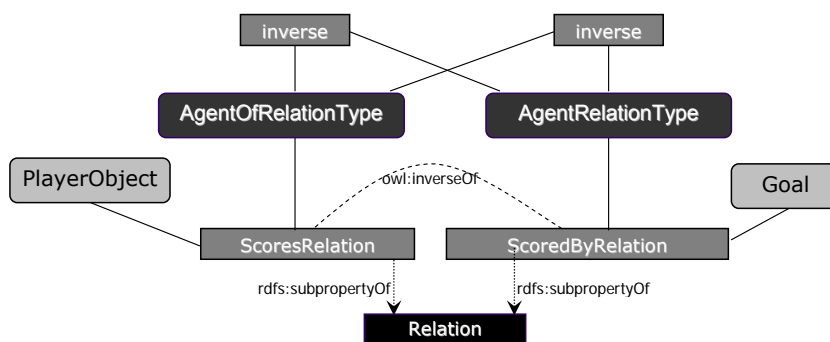 inverse
inverse
AgentOfRelationType
AgentRelationType
PlayerObject
owl:inverseOf
Goal
ScoresRelation
ScoredByRelation
rdfs:subpropertyOf
rdfs:subpropertyOf
Relation